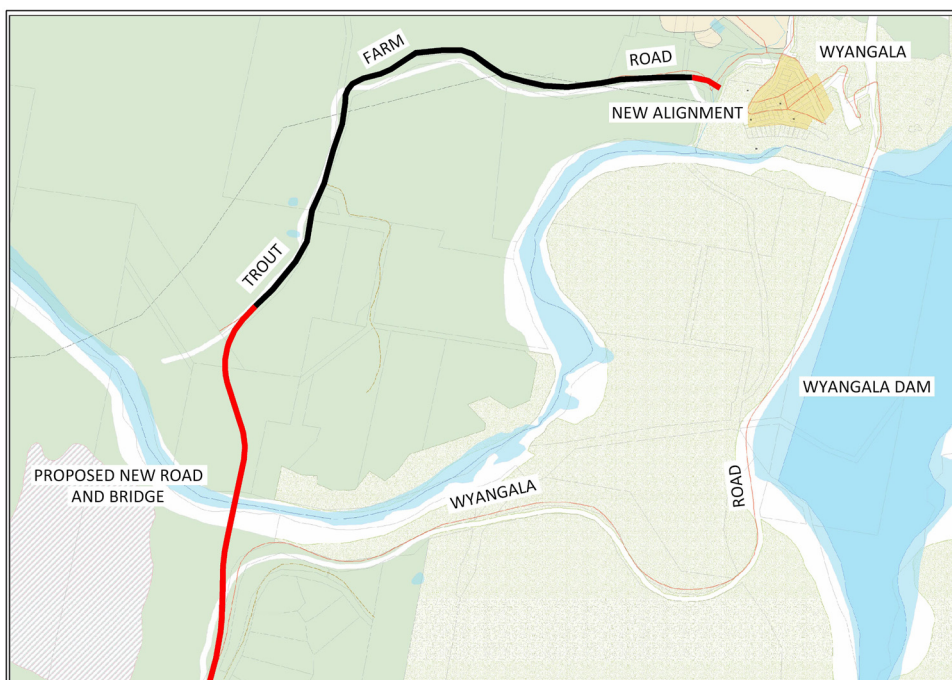 FARM
ROAD
WYANGALA
NEW ALIGNMENT
TROUT
WYANGALA DAM
PROPOSED NEW ROAD
AND BRIDGE
WYANGALA
ROAD